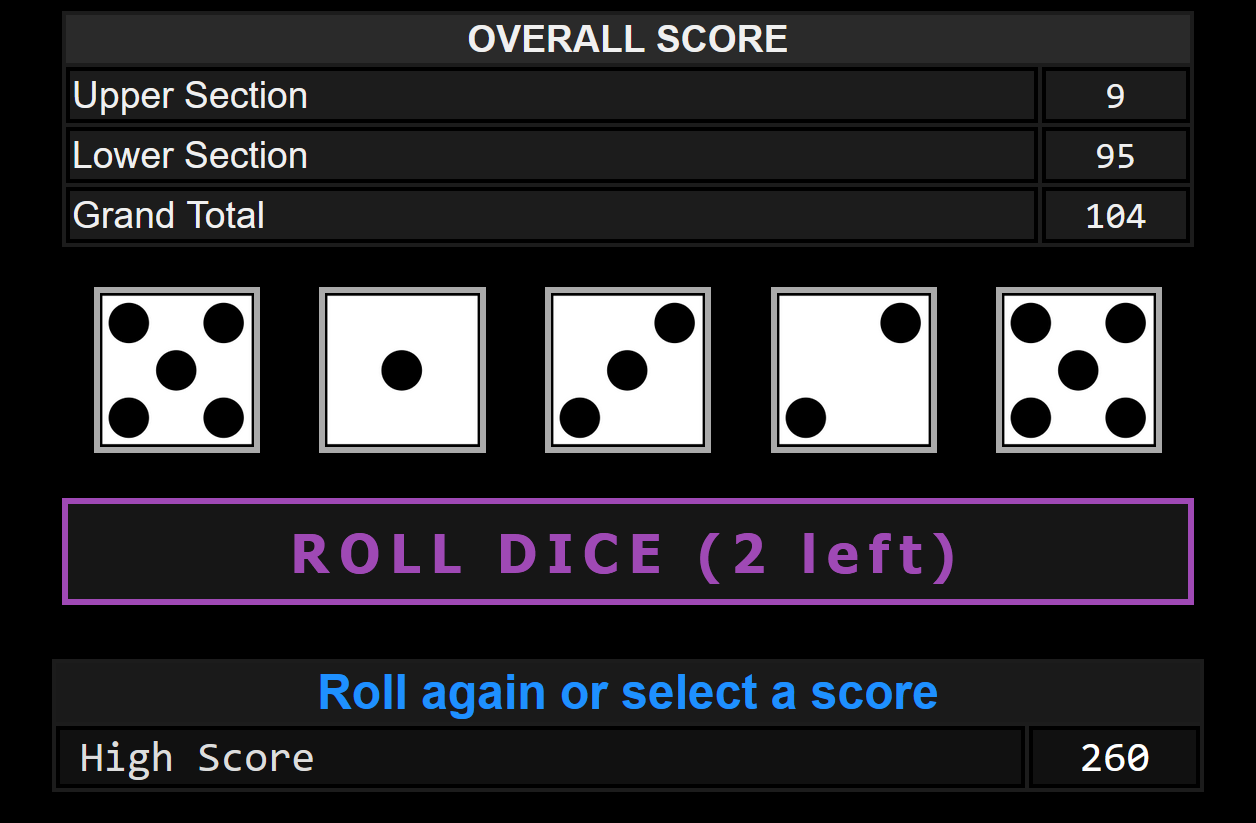 OVERALL SCORE
Upper Section 9
Lower Section 95
Grand Total 104
ROLL DICE (2 left)
Roll again or select a score
High Score 260